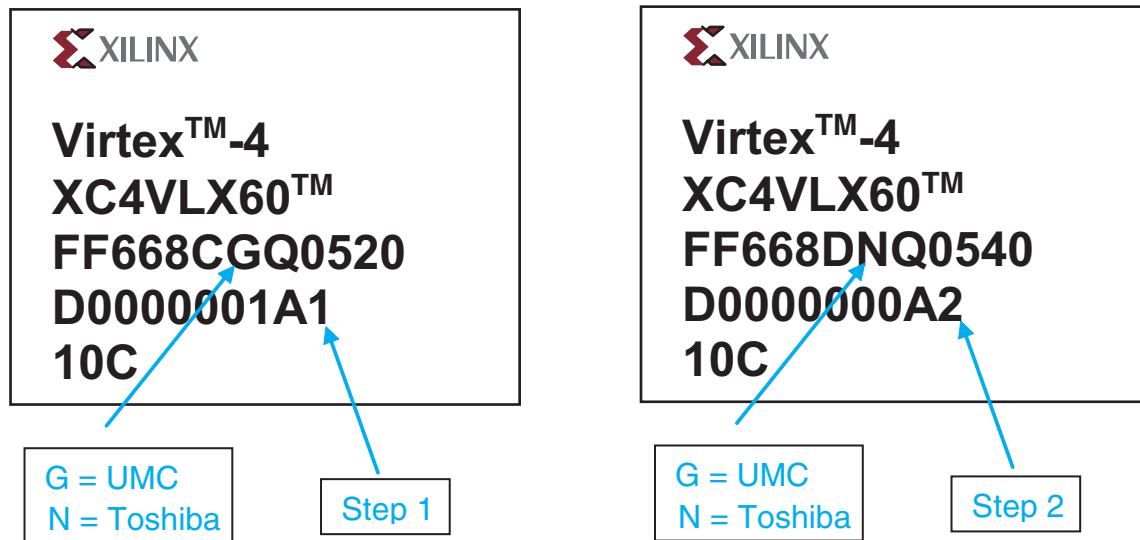 XILINX
Virtex™-4
XC4VLX60™
FF668CGQ0520
D0000001A1
10C
G = UMC
N = Toshiba
Step 1
XILINX
Virtex™-4
XC4VLX60™
FF668DNQ0540
D0000000A2
10C
G = UMC
N = Toshiba
Step 2